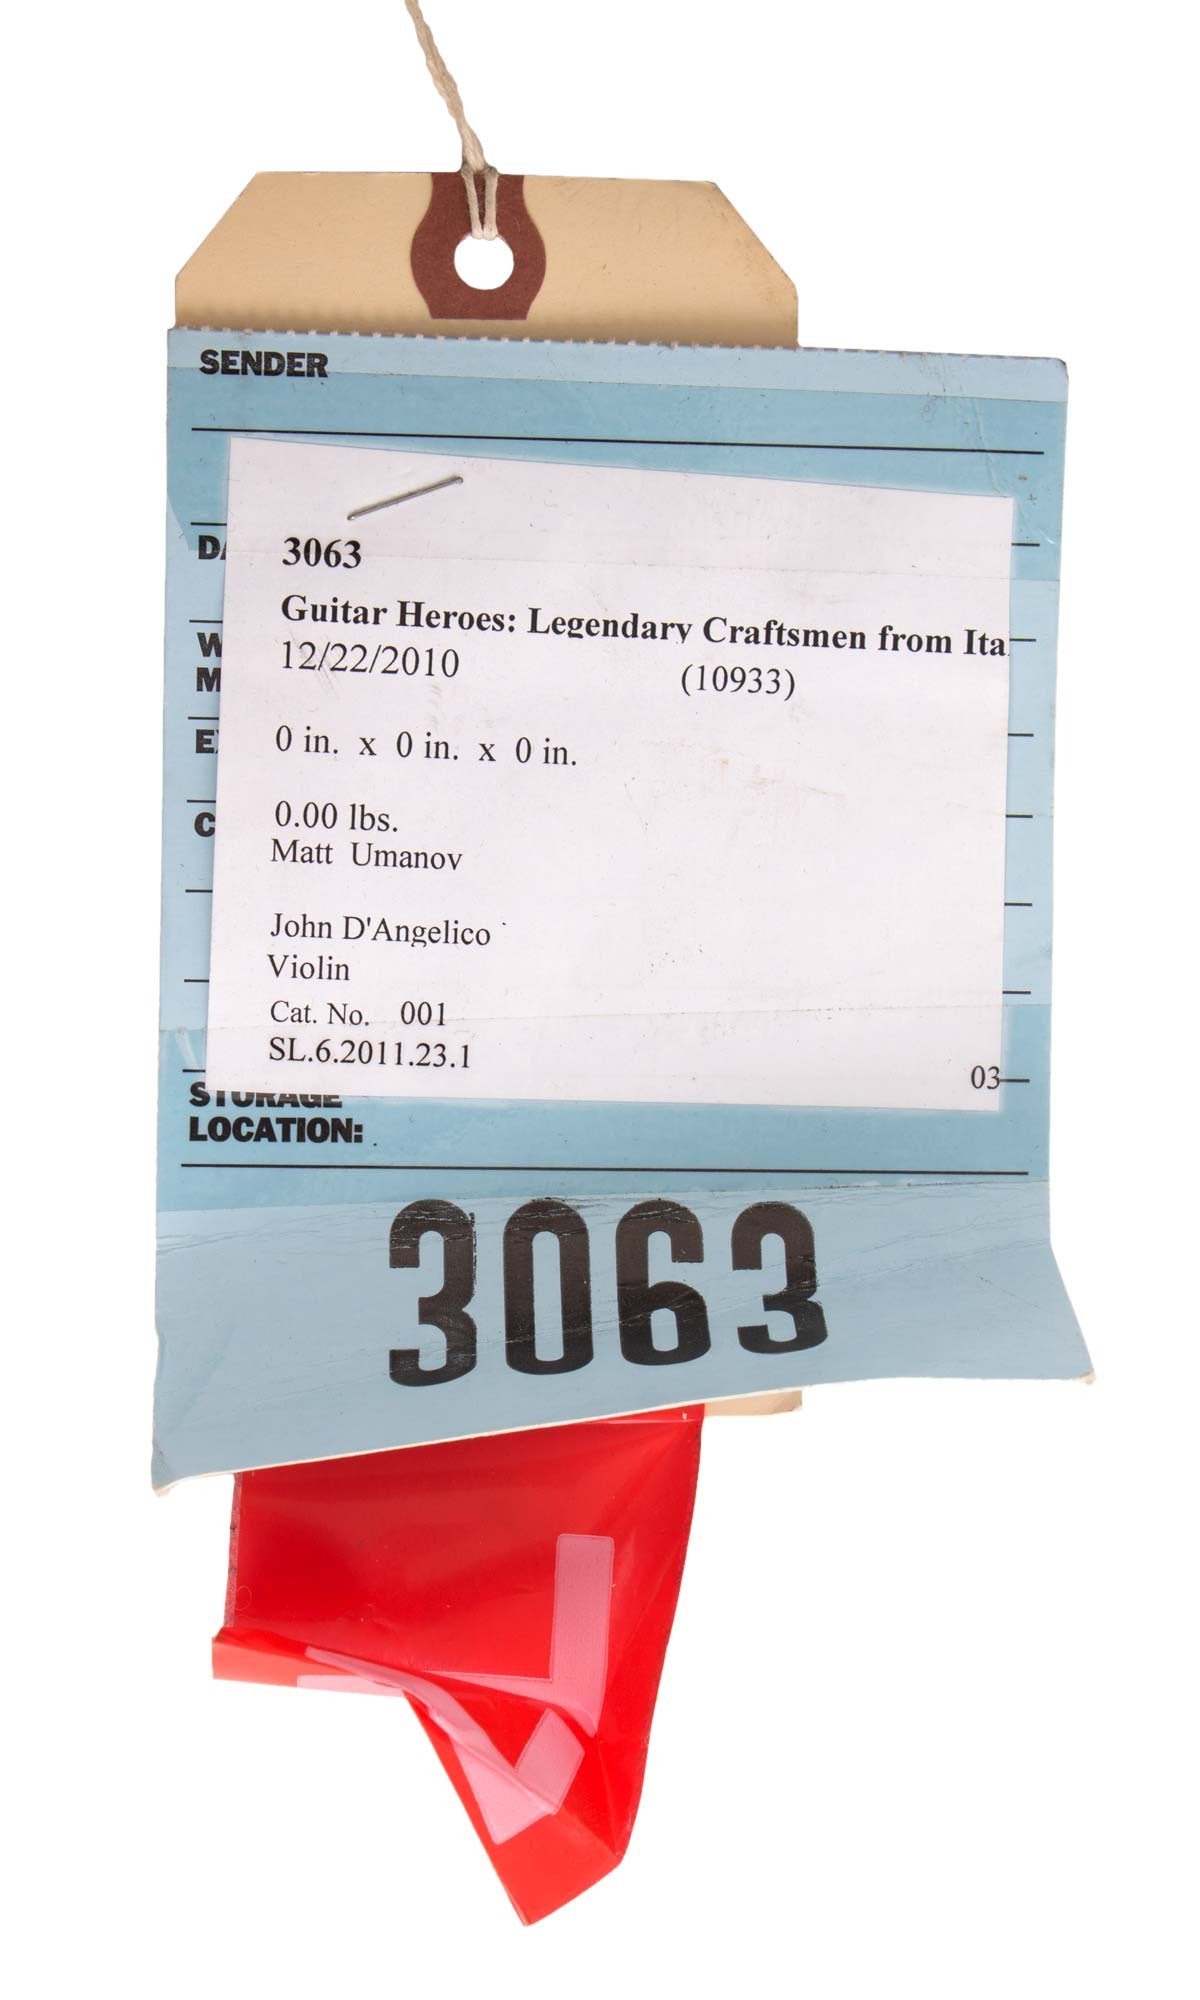 SENDER
3063
Guitar Heroes: Legendary Craftsmen from Ita
12/22/2010 (10933)
0 in. x 0 in. x 0 in.
0.00 lbs.
Matt Umanov
John D'Angelico
Violin
Cat. No. 001
SL.6.2011.23.1
03
STORAGE
LOCATION:
3063